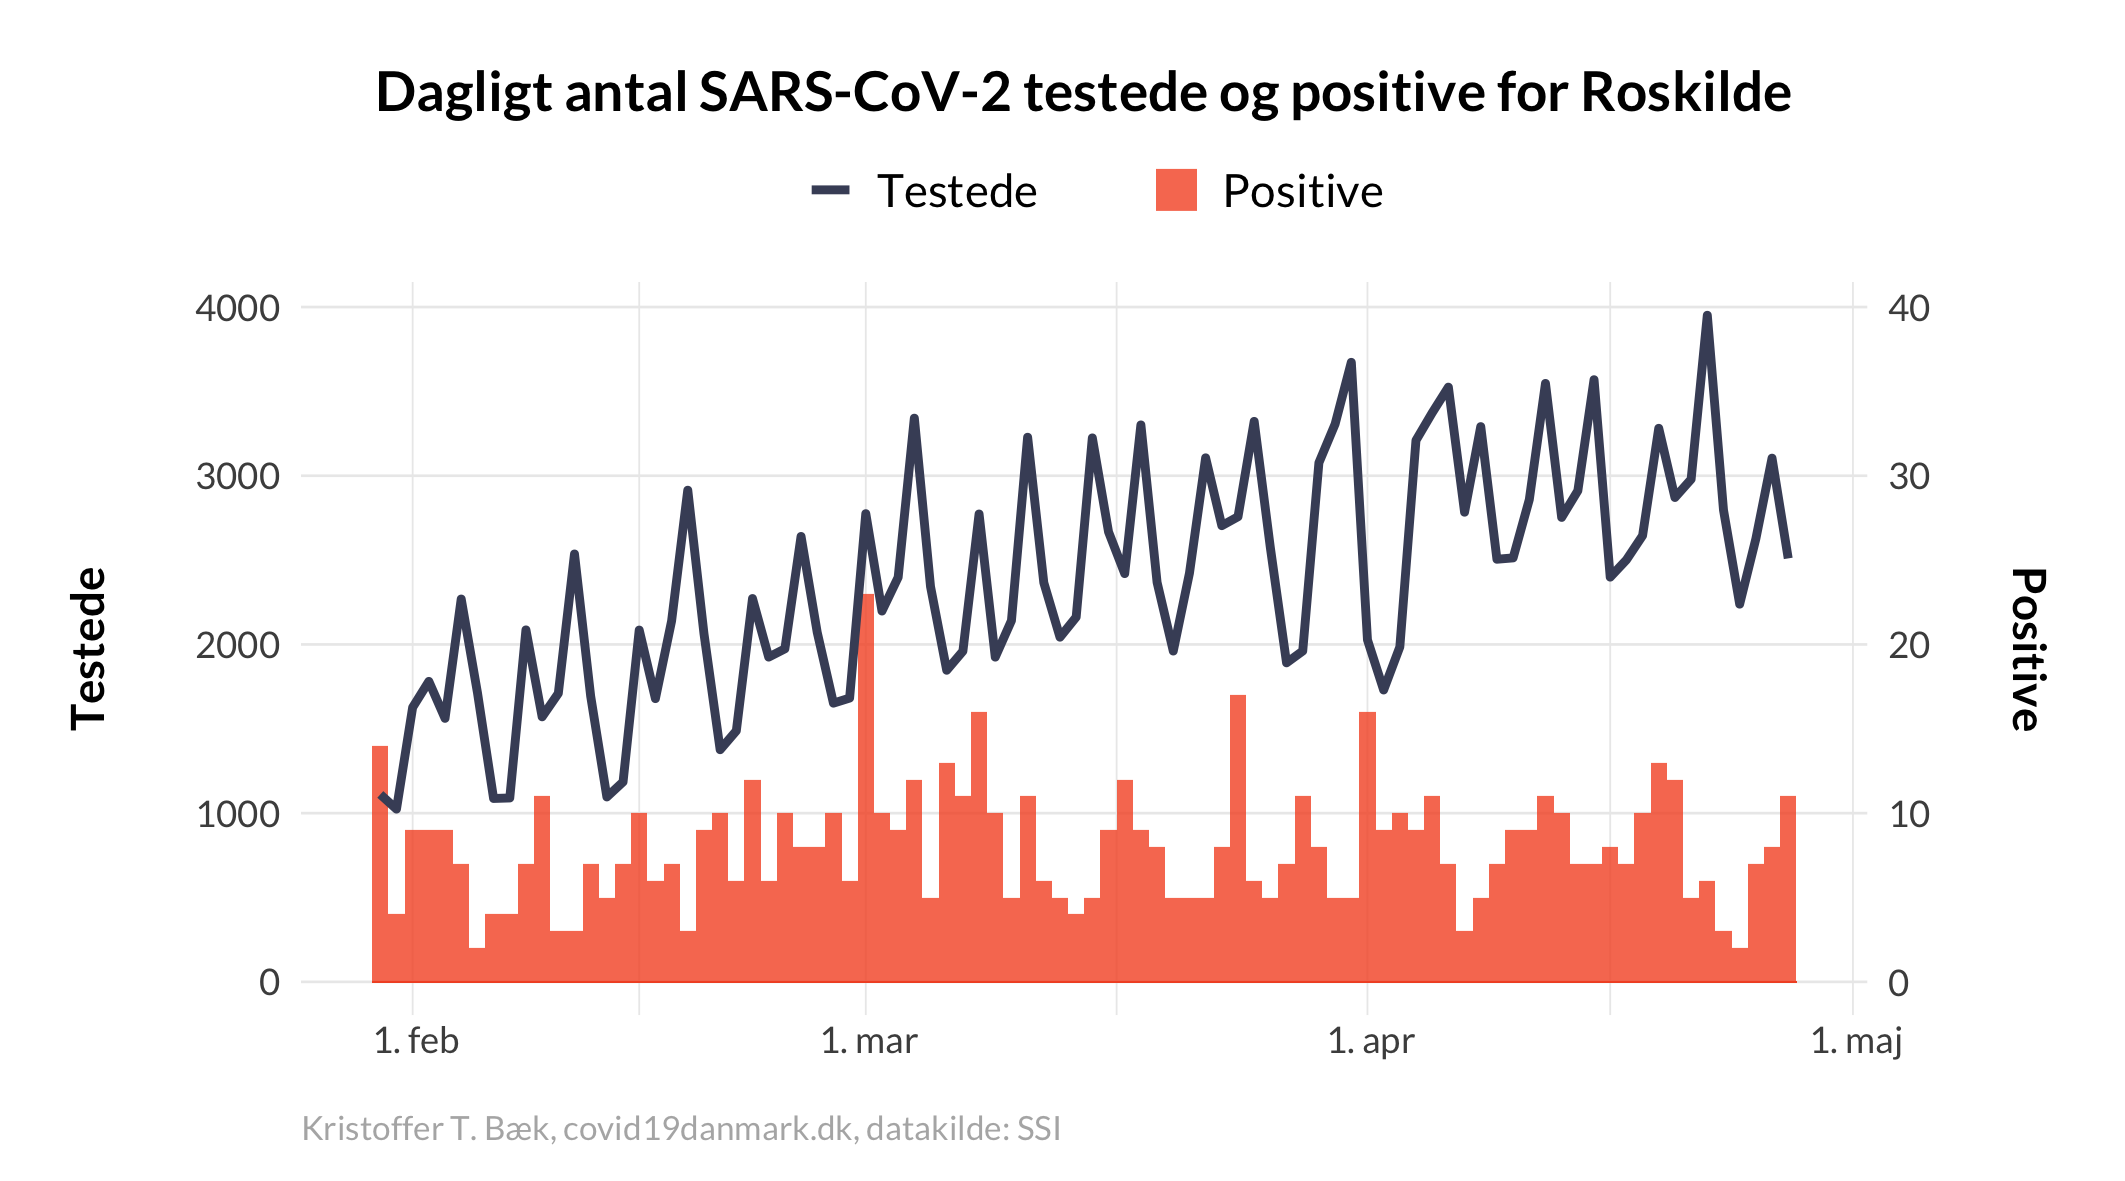 Dagligt antal SARS-CoV-2 testede og positive for Roskilde
Testede Positive
4000 40
3000 30
2000 20
1000 10
0 0
Testede
Positive
1. feb 1. mar 1. apr 1. maj
Kristoffer T. Bæk, covid19danmark.dk, datakilde: SSI